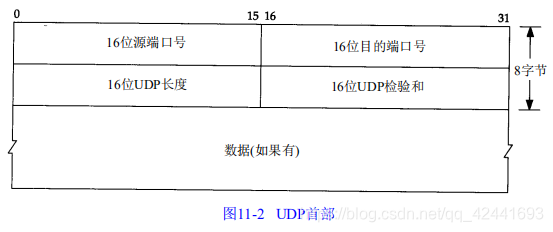 0 15 16 31
16位源端口号 16位目的端口号
8字节
16位UDP长度 16位UDP检验和
数据(如果有)
图11-2 UDP首部
https://blog.csdn.net/qq_42441693